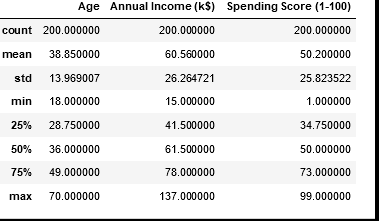 Age Annual Income (k$) Spending Score (1-100)
count 200.000000 200.000000 200.000000
mean 38.850000 60.560000 50.200000
std 13.969007 26.264721 25.823522
min 18.000000 15.000000 1.000000
25% 28.750000 41.500000 34.750000
50% 36.000000 61.500000 50.000000
75% 49.000000 78.000000 73.000000
max 70.000000 137.000000 99.000000